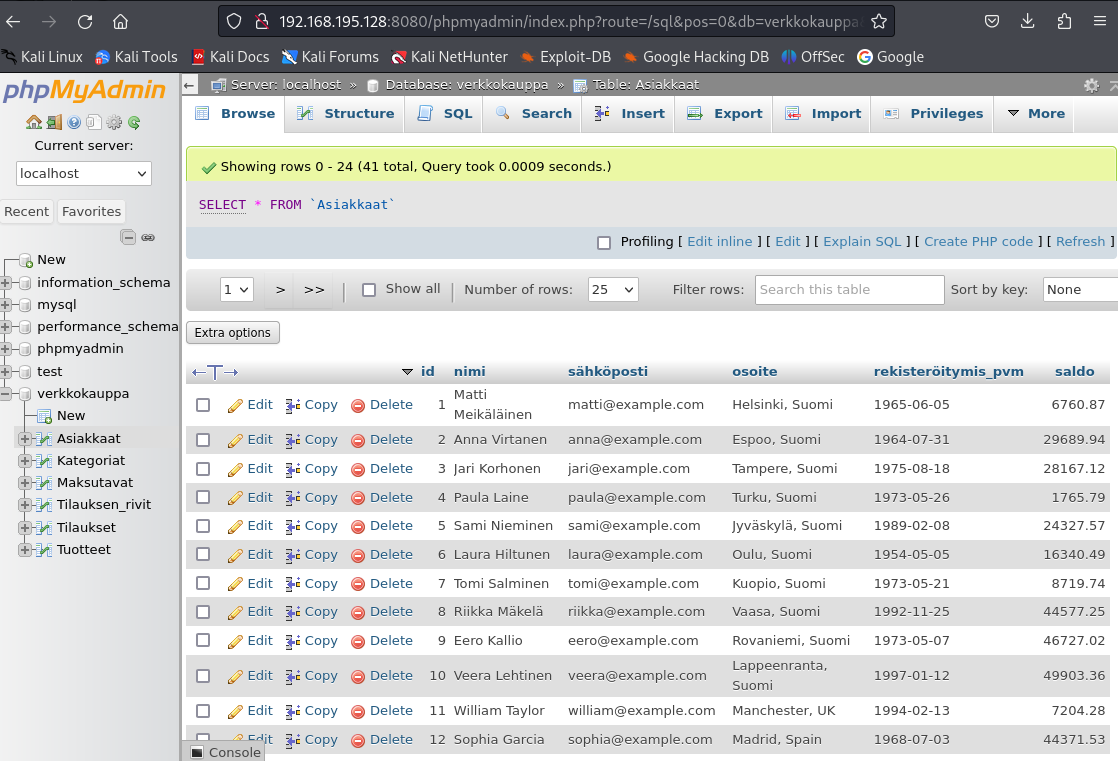 192.168.195.128:8080/phpmyadmin/index.php?route=/sql&pos=0&db=verkkokauppa
Kali Linux Kali Tools Kali Docs Kali Forums Kali NetHunter Exploit-DB Google Hacking DB OffSec Google
phpMyAdmin
Current server:
localhost
Recent Favorites
New
information_schema
mysql
performance_schema
phpmyadmin
test
verkkokauppa
New
Asiakkaat
Kategoriat
Maksutavat
Tilauksen_rivit
Tilaukset
Tuotteet
Server: localhost » Database: verkkokauppa » Table: Asiakkaat
Browse Structure SQL Search Insert Export Import Privileges More
Showing rows 0 - 24 (41 total, Query took 0.0009 seconds.)
SELECT * FROM `Asiakkaat`
Profiling [ Edit inline ] [ Edit ] [ Explain SQL ] [ Create PHP code ] [ Refresh ]
1 > >> Show all Number of rows: 25 Filter rows: Search this table Sort by key: None
Extra options
id nimi sähköposti osoite rekisteröitymis_pvm saldo
Edit Copy Delete 1 Matti Meikäläinen matti@example.com Helsinki, Suomi 1965-06-05 6760.87
Edit Copy Delete 2 Anna Virtanen anna@example.com Espoo, Suomi 1964-07-31 29689.94
Edit Copy Delete 3 Jari Korhonen jari@example.com Tampere, Suomi 1975-08-18 28167.12
Edit Copy Delete 4 Paula Laine paula@example.com Turku, Suomi 1973-05-26 1765.79
Edit Copy Delete 5 Sami Nieminen sami@example.com Jyväskylä, Suomi 1989-02-08 24327.57
Edit Copy Delete 6 Laura Hiltunen laura@example.com Oulu, Suomi 1954-05-05 16340.49
Edit Copy Delete 7 Tomi Salminen tomi@example.com Kuopio, Suomi 1973-05-21 8719.74
Edit Copy Delete 8 Riikka Mäkelä riikka@example.com Vaasa, Suomi 1992-11-25 44577.25
Edit Copy Delete 9 Eero Kallio eero@example.com Rovaniemi, Suomi 1973-05-07 46727.02
Edit Copy Delete 10 Veera Lehtinen veera@example.com Lappeenranta, Suomi 1997-01-12 49903.36
Edit Copy Delete 11 William Taylor william@example.com Manchester, UK 1994-02-13 7204.28
Edit Copy Delete 12 Sophia Garcia sophia@example.com Madrid, Spain 1968-07-03 44371.53
Console